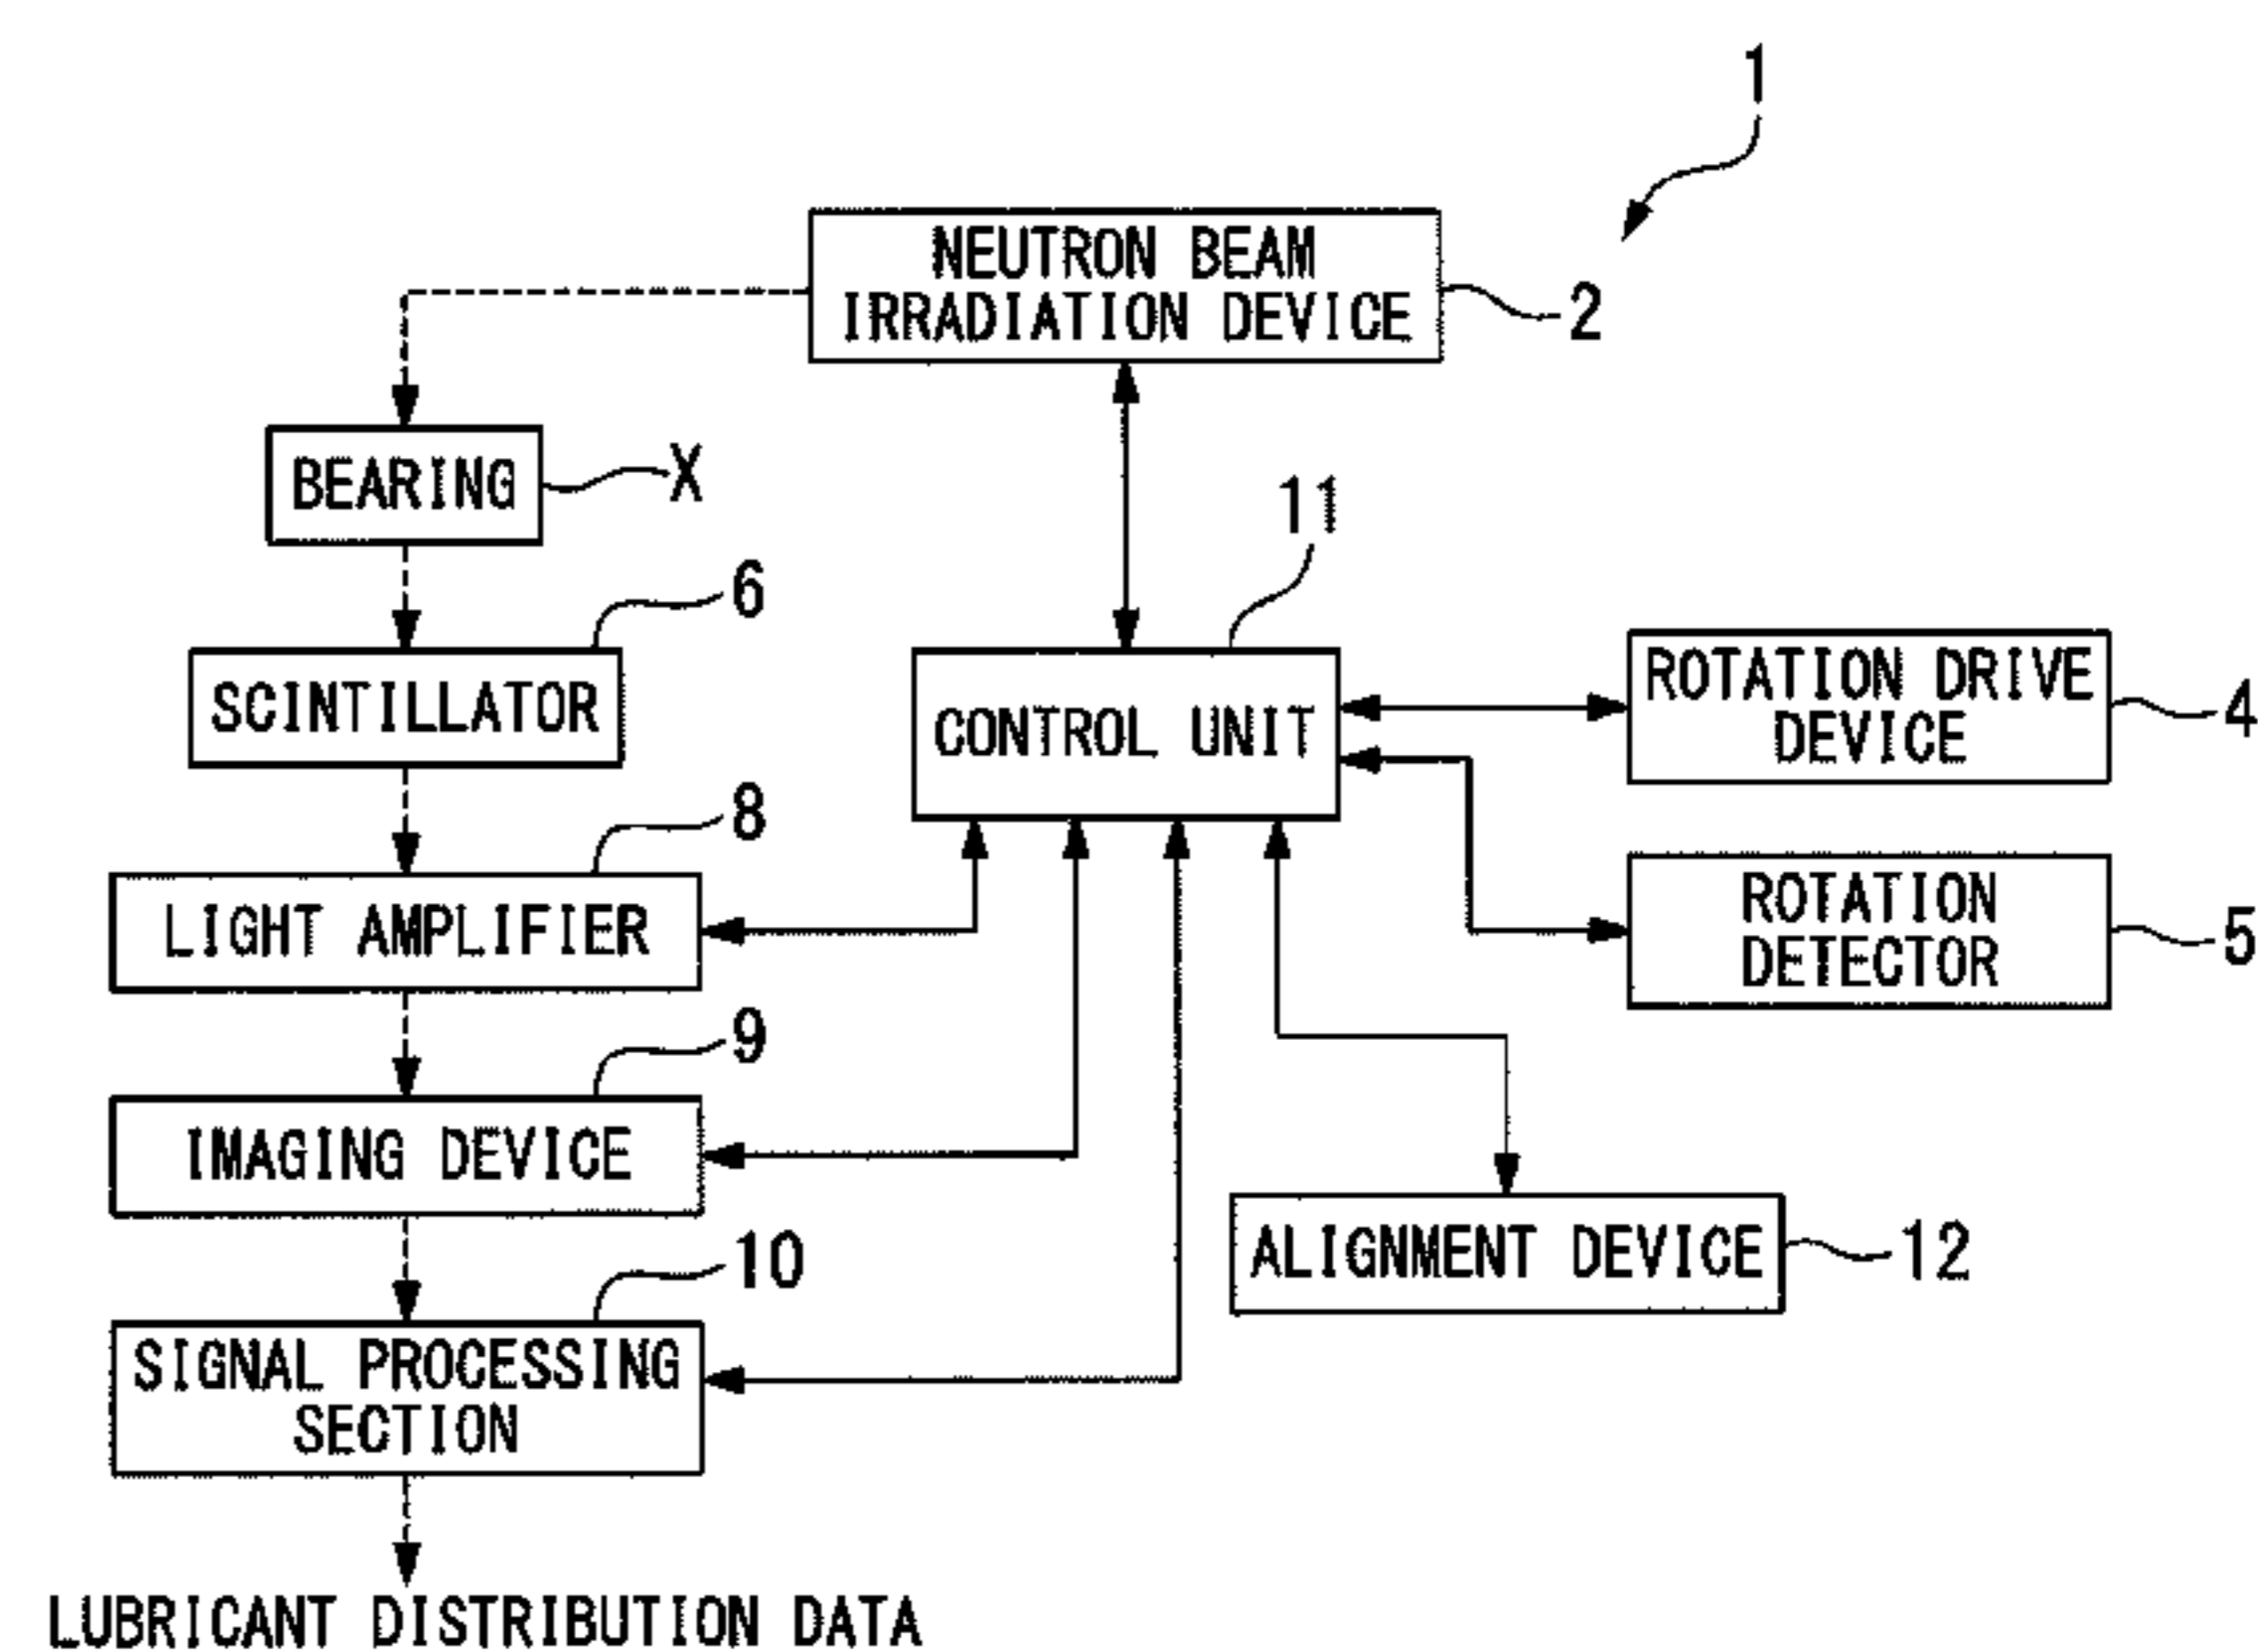 1
NEUTRON BEAM
IRRADIATION DEVICE
2
BEARING
X
11
6
SCINTILLATOR
CONTROL UNIT
ROTATION DRIVE
DEVICE
4
8
LIGHT AMPLIFIER
ROTATION
DETECTOR
5
9
IMAGING DEVICE
ALIGNMENT DEVICE
12
10
SIGNAL PROCESSING
SECTION
LUBRICANT DISTRIBUTION DATA